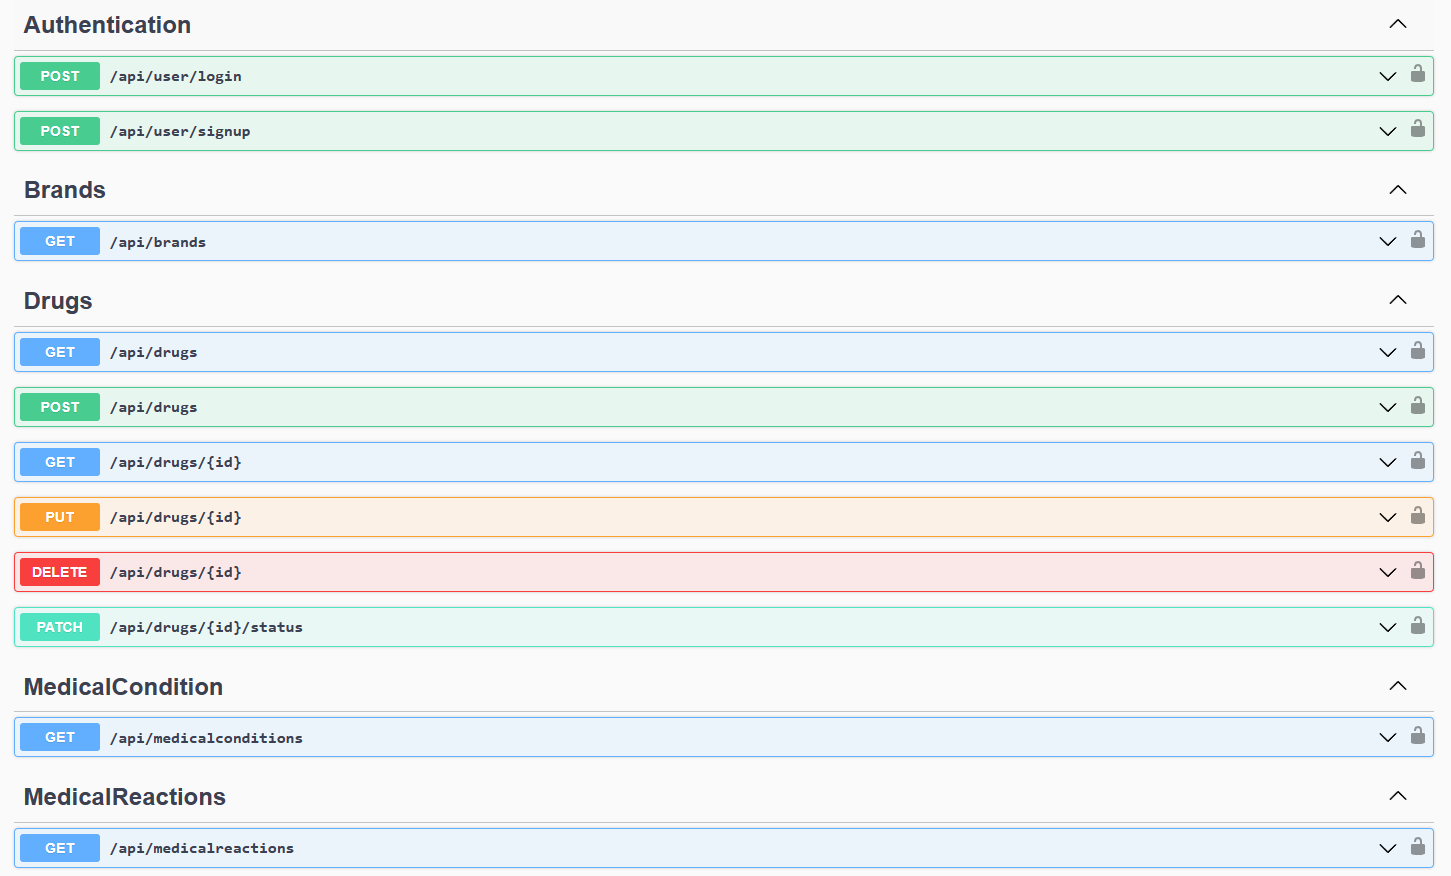 Authentication
POST /api/user/login
POST /api/user/signup
Brands
GET /api/brands
Drugs
GET /api/drugs
POST /api/drugs
GET /api/drugs/{id}
PUT /api/drugs/{id}
DELETE /api/drugs/{id}
PATCH /api/drugs/{id}/status
MedicalCondition
GET /api/medicalconditions
MedicalReactions
GET /api/medicalreactions